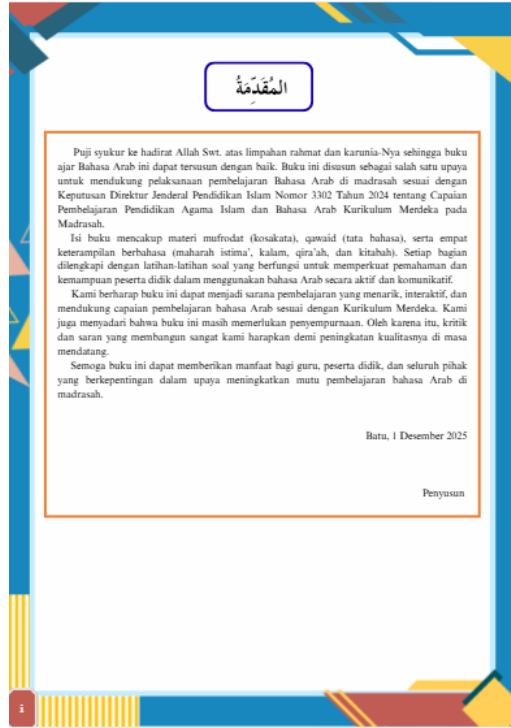 المُقَدِّمَةُ
Puji syukur ke hadirat Allah Swt. atas limpahan rahmat dan karunia-Nya sehingga buku
ajar Bahasa Arab ini dapat tersusun dengan baik. Buku ini disusun sebagai salah satu upaya
untuk mendukung pelaksanaan pembelajaran Bahasa Arab di madrasah sesuai dengan
Keputusan Direktur Jenderal Pendidikan Islam Nomor 3302 Tahun 2024 tentang Capaian
Pembelajaran Pendidikan Agama Islam dan Bahasa Arab Kurikulum Merdeka pada
Madrasah.
Isi buku mencakup materi mufrodat (kosakata), qawaid (tata bahasa), serta empat
keterampilan berbahasa (maharah istima', kalam, qira'ah, dan kitabah). Setiap bagian
dilengkapi dengan latihan-latihan soal yang berfungsi untuk memperkuat pemahaman dan
kemampuan peserta didik dalam menggunakan bahasa Arab secara aktif dan komunikatif.
Kami berharap buku ini dapat menjadi sarana pembelajaran yang menarik, interaktif, dan
mendukung capaian pembelajaran bahasa Arab sesuai dengan Kurikulum Merdeka. Kami
juga menyadari bahwa buku ini masih memerlukan penyempurnaan. Oleh karena itu, kritik
dan saran yang membangun sangat kami harapkan demi peningkatan kualitasnya di masa
mendatang.
Semoga buku ini dapat memberikan manfaat bagi guru, peserta didik, dan seluruh pihak
yang berkepentingan dalam upaya meningkatkan mutu pembelajaran bahasa Arab di
madrasah.
Batu, 1 Desember 2025
Penyusun
i